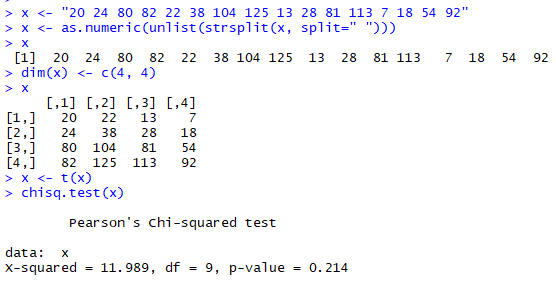 > x <- "20 24 80 82 22 38 104 125 13 28 81 113 7 18 54 92"
> x <- as.numeric(unlist(strsplit(x, split=" ")))
> x
 [1]  20  24  80  82  22  38 104 125  13  28  81 113   7  18  54  92
> dim(x) <- c(4, 4)
> x
     [,1] [,2] [,3] [,4]
[1,]   20   22   13    7
[2,]   24   38   28   18
[3,]   80  104   81   54
[4,]   82  125  113   92
> x <- t(x)
> chisq.test(x)
        Pearson's Chi-squared test
data:  x
X-squared = 11.989, df = 9, p-value = 0.214